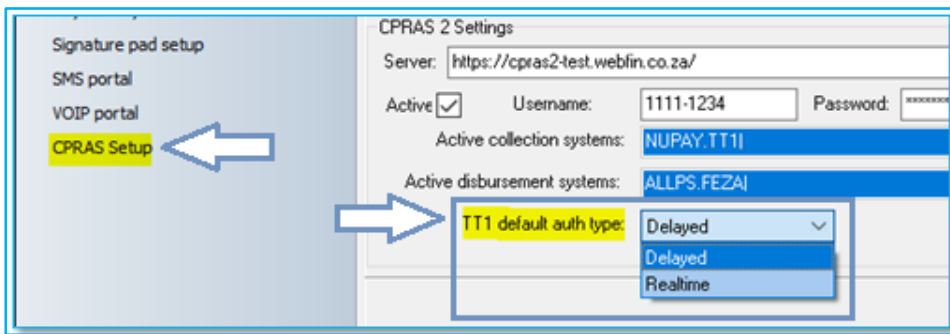 Signature pad setup
SMS portal
VOIP portal
CPRAS Setup
CPRAS 2 Settings
Server: https://cpras2-test.webfin.co.za/
Active Username: 1111-1234 Password: ********
Active collection systems: NUPAY.TT1|
Active disbursement systems: ALLPS.FEZA|
TT1 default auth type: Delayed
Delayed
Realtime